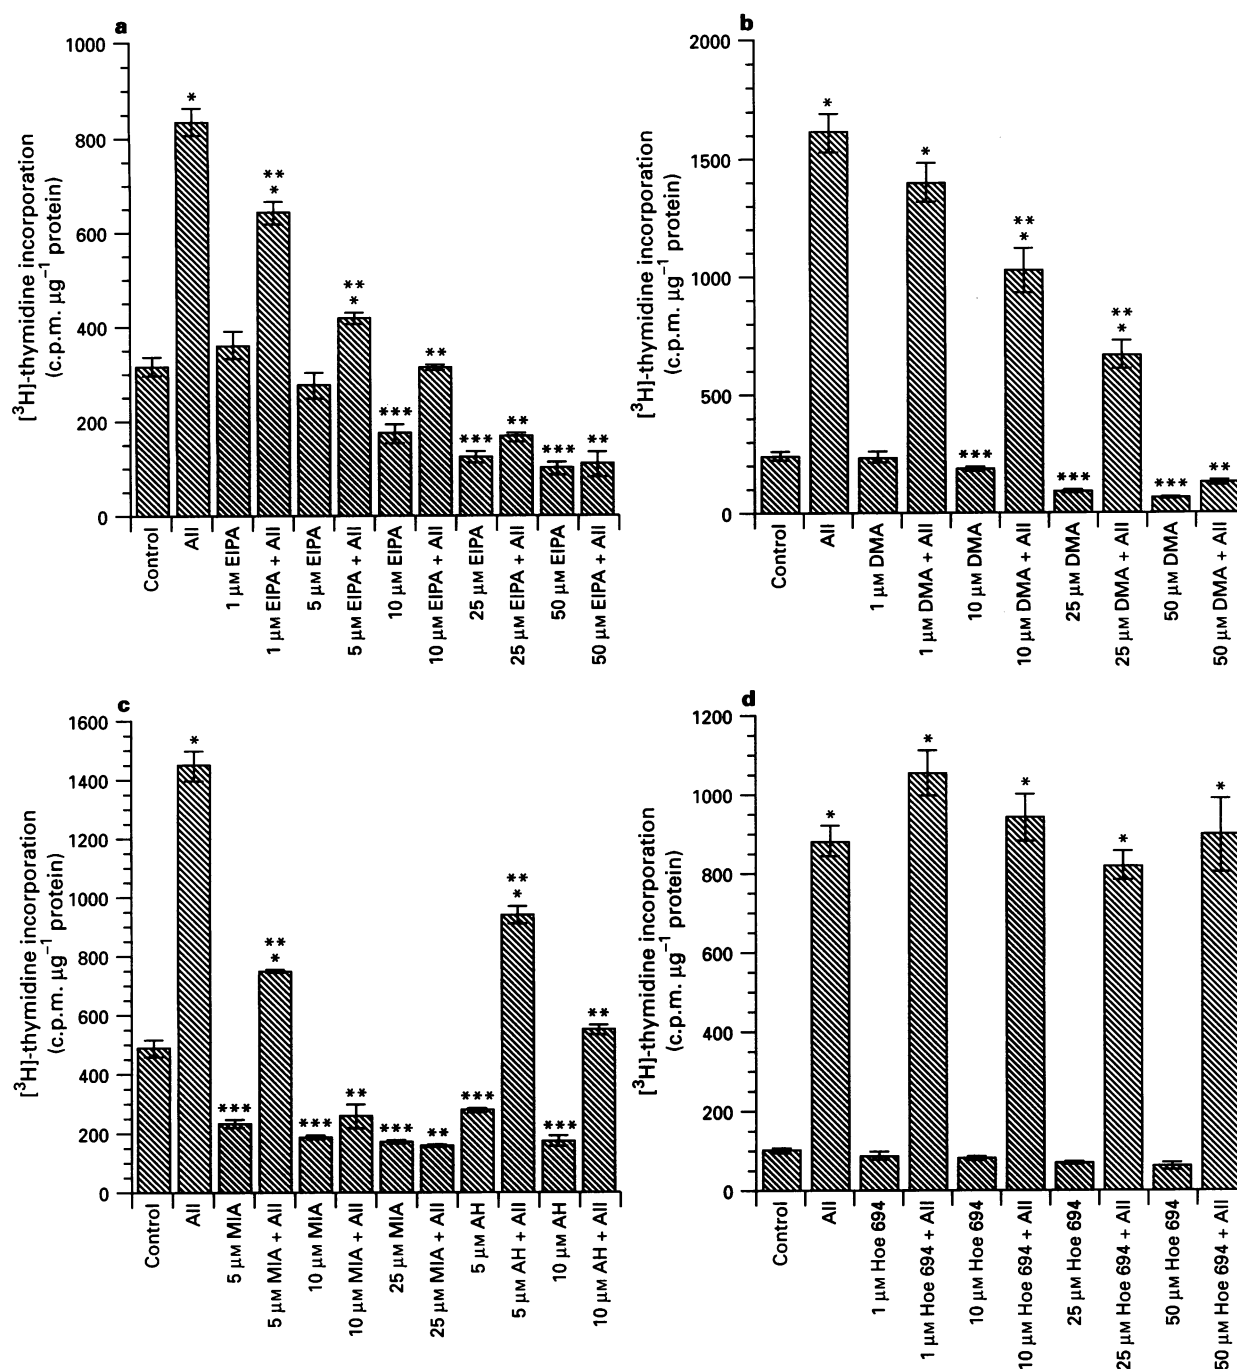 a
[³H]-thymidine incorporation
(c.p.m. µg⁻¹ protein)
1000
800
600
400
200
0
*
**
*
**
*
***
**
***
**
***
**
Control
AII
1 µM EIPA
1 µM EIPA + AII
5 µM EIPA
5 µM EIPA + AII
10 µM EIPA
10 µM EIPA + AII
25 µM EIPA
25 µM EIPA + AII
50 µM EIPA
50 µM EIPA + AII
b
[³H]-thymidine incorporation
(c.p.m. µg⁻¹ protein)
2000
1500
1000
500
0
*
*
***
**
*
***
**
*
***
**
Control
AII
1 µM DMA
1 µM DMA + AII
10 µM DMA
10 µM DMA + AII
25 µM DMA
25 µM DMA + AII
50 µM DMA
50 µM DMA + AII
c
[³H]-thymidine incorporation
(c.p.m. µg⁻¹ protein)
1600
1400
1200
1000
800
600
400
200
0
*
***
**
*
***
**
***
**
***
**
*
***
**
Control
AII
5 µM MIA
5 µM MIA + AII
10 µM MIA
10 µM MIA + AII
25 µM MIA
25 µM MIA + AII
5 µM AH
5 µM AH + AII
10 µM AH
10 µM AH + AII
d
[³H]-thymidine incorporation
(c.p.m. µg⁻¹ protein)
1200
1000
800
600
400
200
0
*
*
*
*
*
Control
AII
1 µM Hoe 694
1 µM Hoe 694 + AII
10 µM Hoe 694
10 µM Hoe 694 + AII
25 µM Hoe 694
25 µM Hoe 694 + AII
50 µM Hoe 694
50 µM Hoe 694 + AII